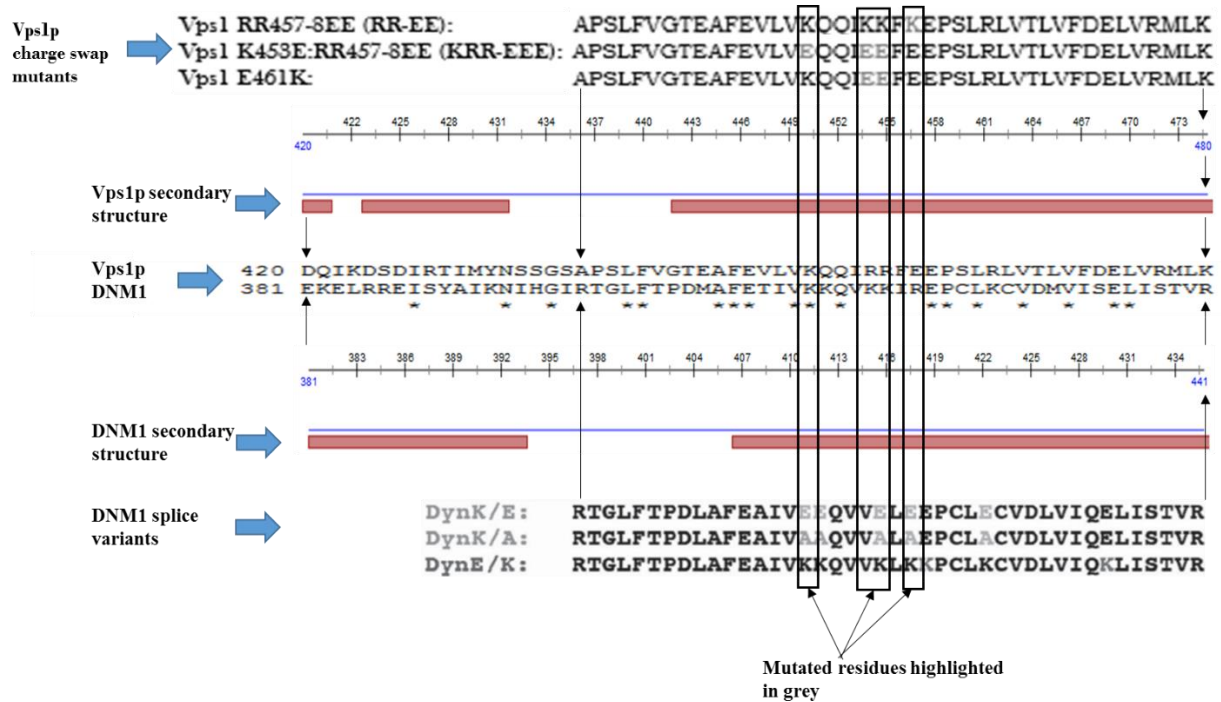 Vps1p
charge swap
mutants
Vps1 RR457-8EE (RR-EE): APSLFVGTEAFEVLVKQQIKKFKEPSLRLVTLVFDELVRMLK
Vps1 K453E:RR457-8EE (KRR-EEE): APSLFVGTEAFEVLVEQQIEEFEEPSLRLVTLVFDELVRMLK
Vps1 E461K: APSLFVGTEAFEVLVKQQIEEFEEPSLRLVTLVFDELVRMLK
422 425 428 431 434 437 440 443 446 449 452 455 458 461 464 467 470 473
420 480
Vps1p secondary
structure
Vps1p
DNM1
420 DQIKDSDIRTIMYNSSGSAPSLFVGTEAFEVLVKQQIRRFEEPSLRLVTLVFDELVRMLK
381 EKELRREISYAIKNIHGIRTGLFTPDMAFETIVKKQVKKIREPCLKCVDMVISELISTVR
* * * * * * * * * * * * * * * * * *
383 386 389 392 395 398 401 404 407 411 413 416 419 422 425 428 431 434
381 441
DNM1 secondary
structure
DNM1 splice
variants
DynK/E: RTGLFTPDLAFEAIVEEQVVELEEPCLECVDLVIQELISTVR
DynK/A: RTGLFTPDLAFEAIVAAQVVALAEPCLACVDLVIQELISTVR
DynE/K: RTGLFTPDLAFEAIVKKQVVKLKKPCLKCVDLVIQKLISTVR
Mutated residues highlighted
in grey